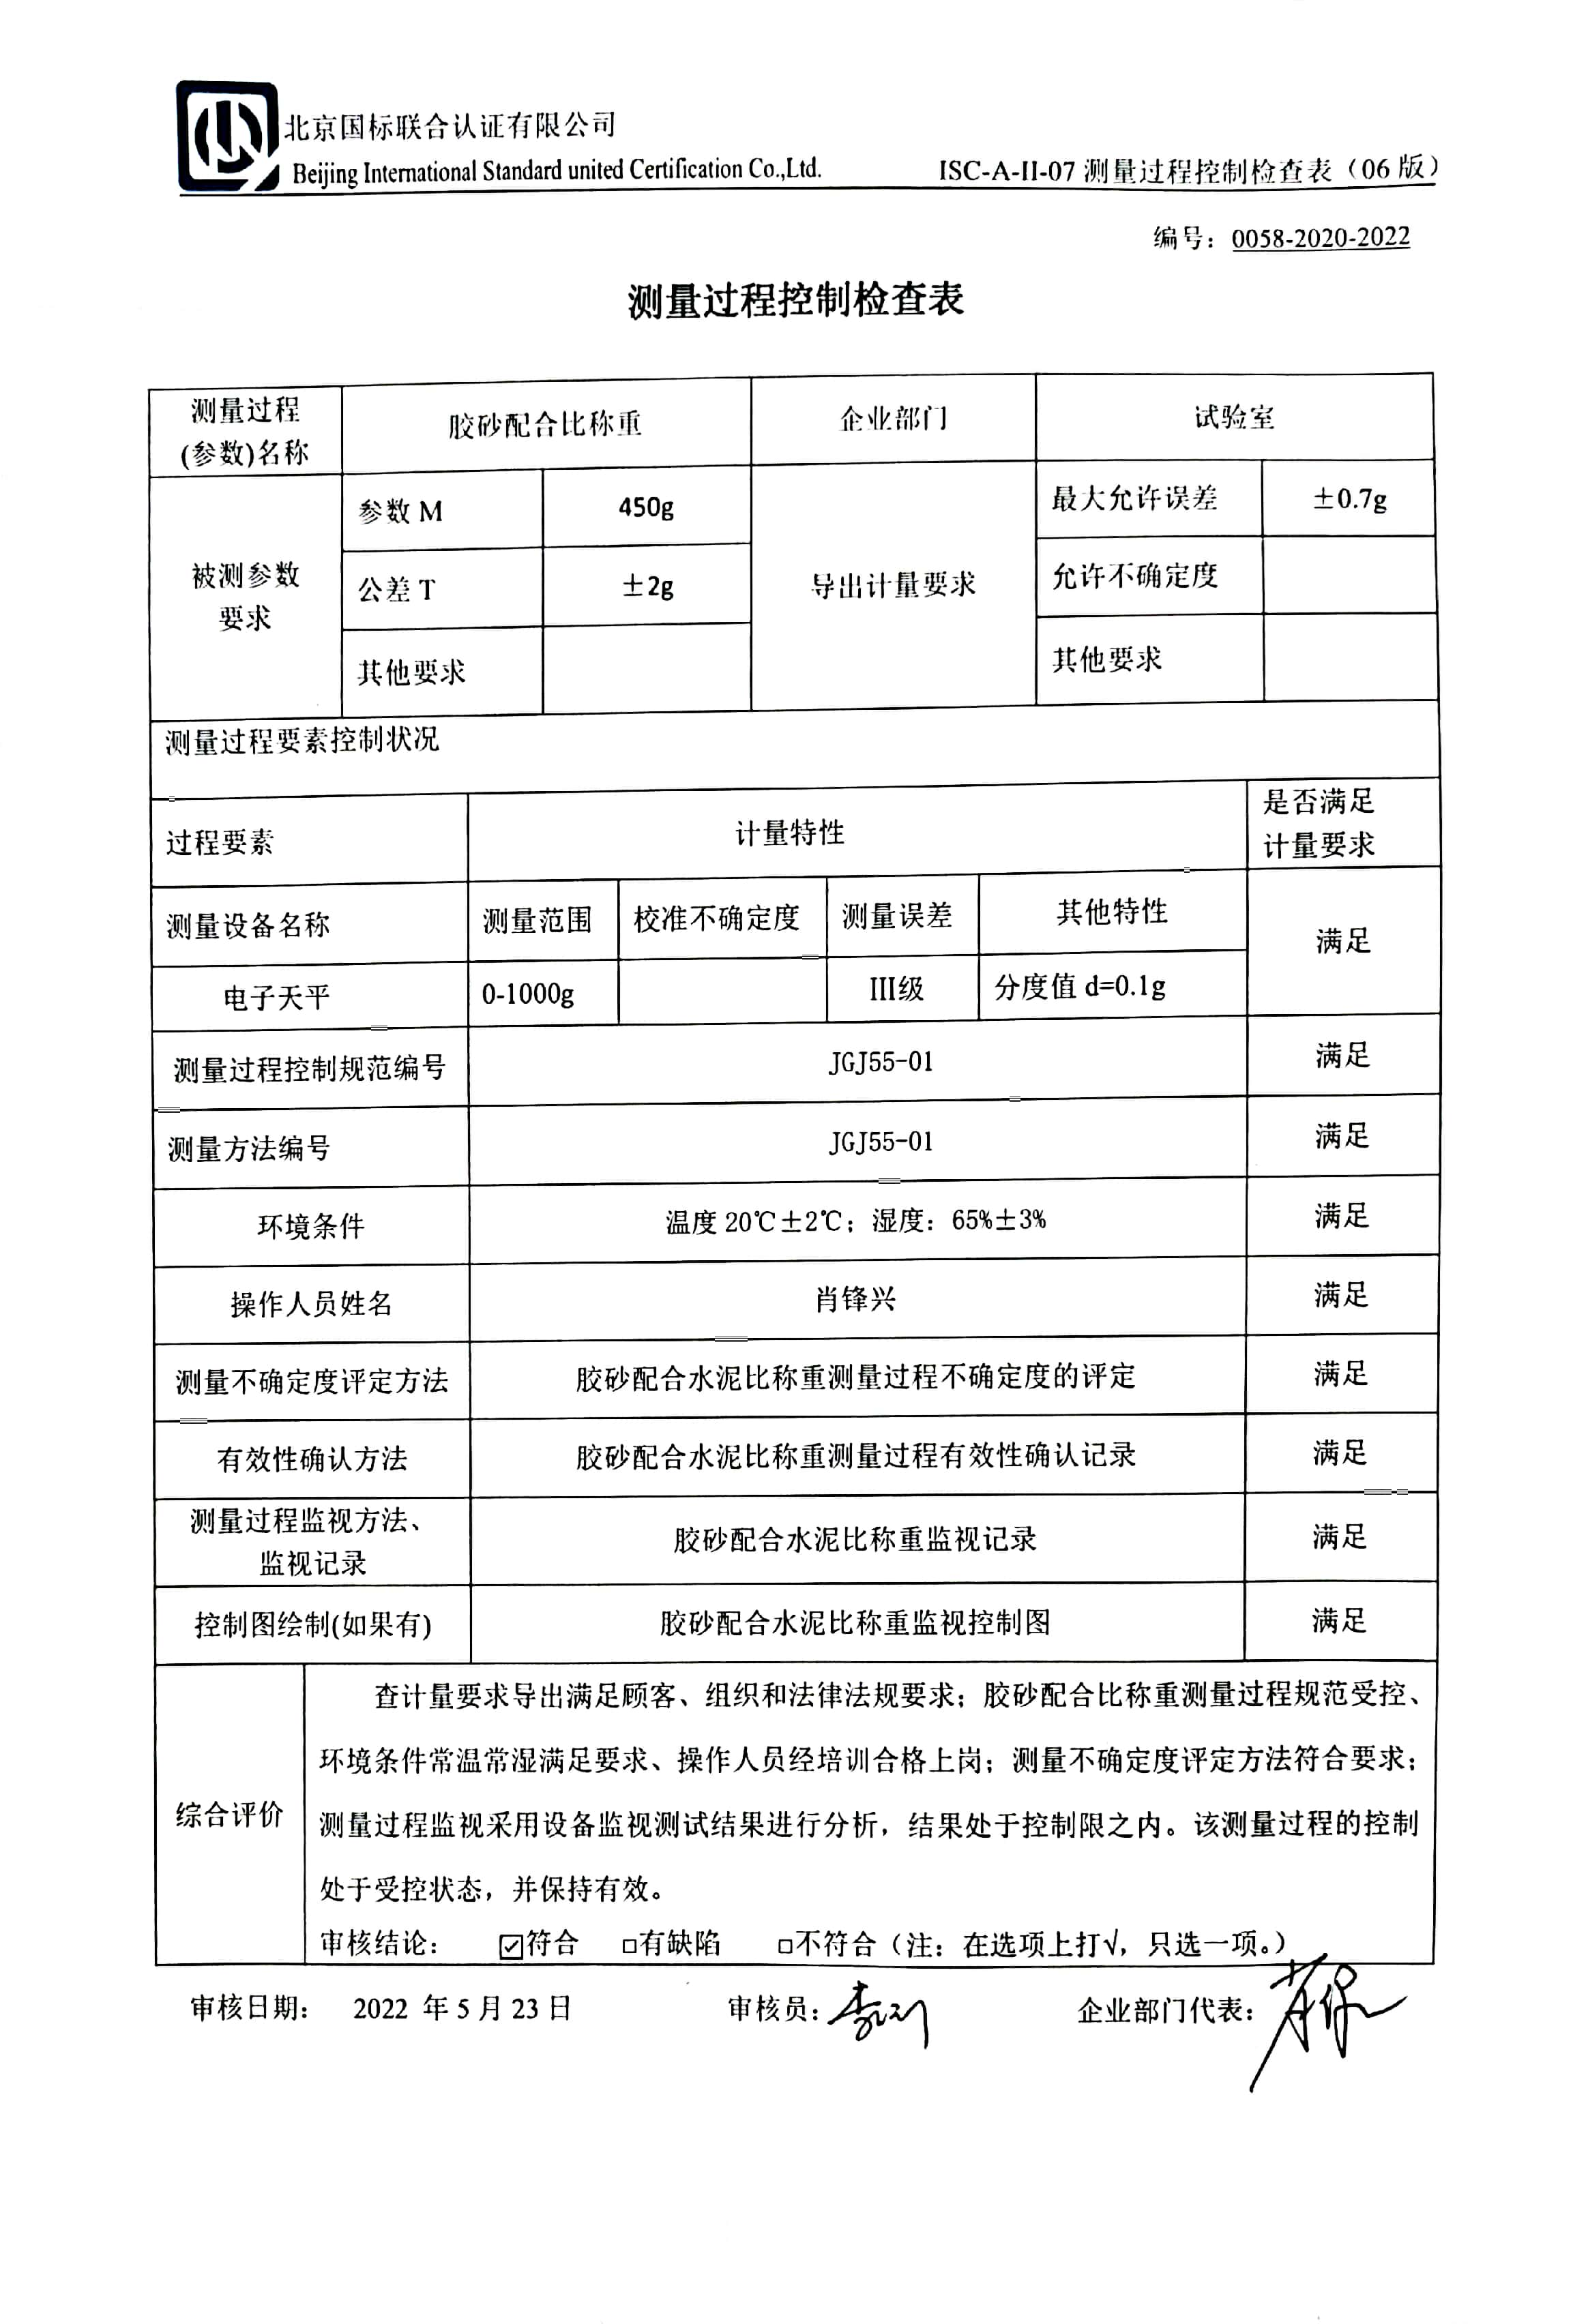 北京国标联合认证有限公司
Beijing International Standard united Certification Co.,Ltd.
ISC-A-II-07 测量过程控制检查表（06 版）
编号：0058-2020-2022
测量过程控制检查表
测量过程
(参数)名称
胶砂配合比称重
企业部门
试验室
被测参数
要求
参数 M
450g
导出计量要求
最大允许误差
±0.7g
公差 T
±2g
允许不确定度
其他要求
其他要求
测量过程要素控制状况
过程要素
计量特性
是否满足
计量要求
测量设备名称
测量范围
校准不确定度
测量误差
其他特性
满足
电子天平
0-1000g
III级
分度值 d=0.1g
测量过程控制规范编号
JGJ55-01
满足
测量方法编号
JGJ55-01
满足
环境条件
温度 20℃±2℃；湿度：65%±3%
满足
操作人员姓名
肖锋兴
满足
测量不确定度评定方法
胶砂配合水泥比称重测量过程不确定度的评定
满足
有效性确认方法
胶砂配合水泥比称重测量过程有效性确认记录
满足
测量过程监视方法、
监视记录
胶砂配合水泥比称重监视记录
满足
控制图绘制(如果有)
胶砂配合水泥比称重监视控制图
满足
综合评价
查计量要求导出满足顾客、组织和法律法规要求；胶砂配合比称重测量过程规范受控、
环境条件常温常湿满足要求、操作人员经培训合格上岗；测量不确定度评定方法符合要求；
测量过程监视采用设备监视测试结果进行分析，结果处于控制限之内。该测量过程的控制
处于受控状态，并保持有效。
审核结论： ☑符合 □有缺陷 □不符合（注：在选项上打√，只选一项。）
审核日期： 2022 年 5 月 23 日
审核员：
企业部门代表：